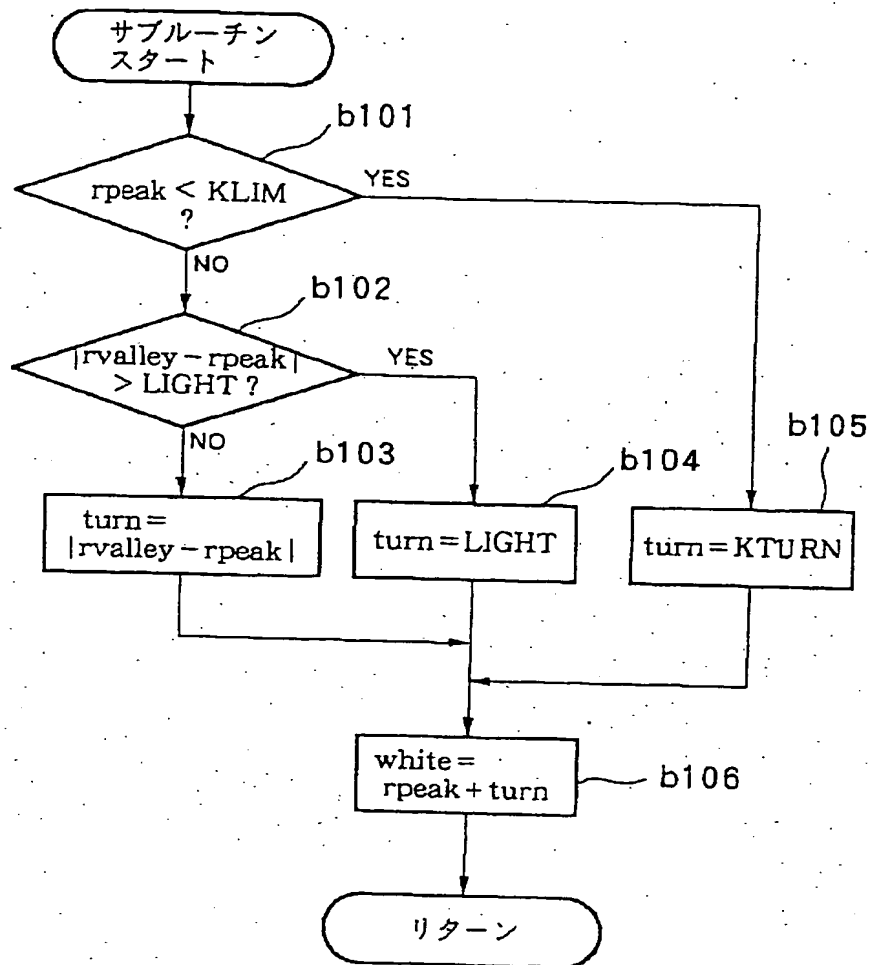 サブルーチン
スタート
b101
rpeak < KLIM
?
YES
NO
b102
|rvalley－rpeak|
> LIGHT ?
YES
NO
b103
turn=
|rvalley－rpeak|
b104
turn=LIGHT
b105
turn=KTURN
white=
rpeak+turn
b106
リターン